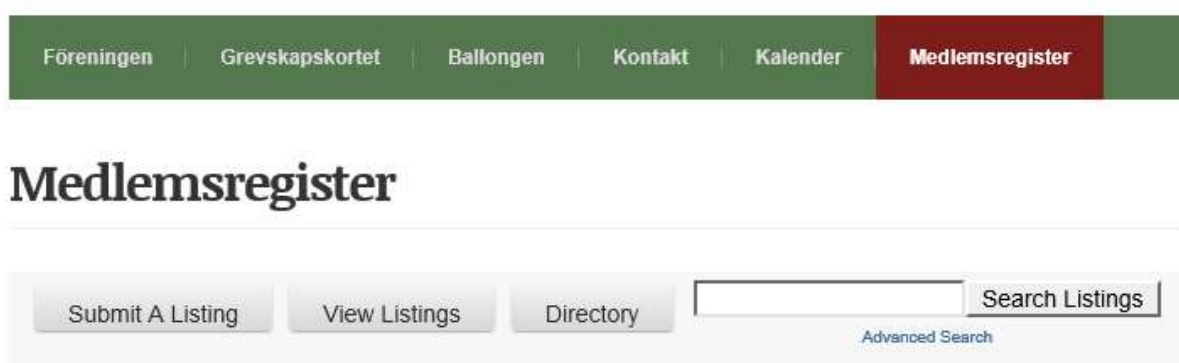 Föreningen Grevskapskortet Ballongen Kontakt Kalender Medlemsregister
Medlemsregister
Submit A Listing View Listings Directory Search Listings
Advanced Search